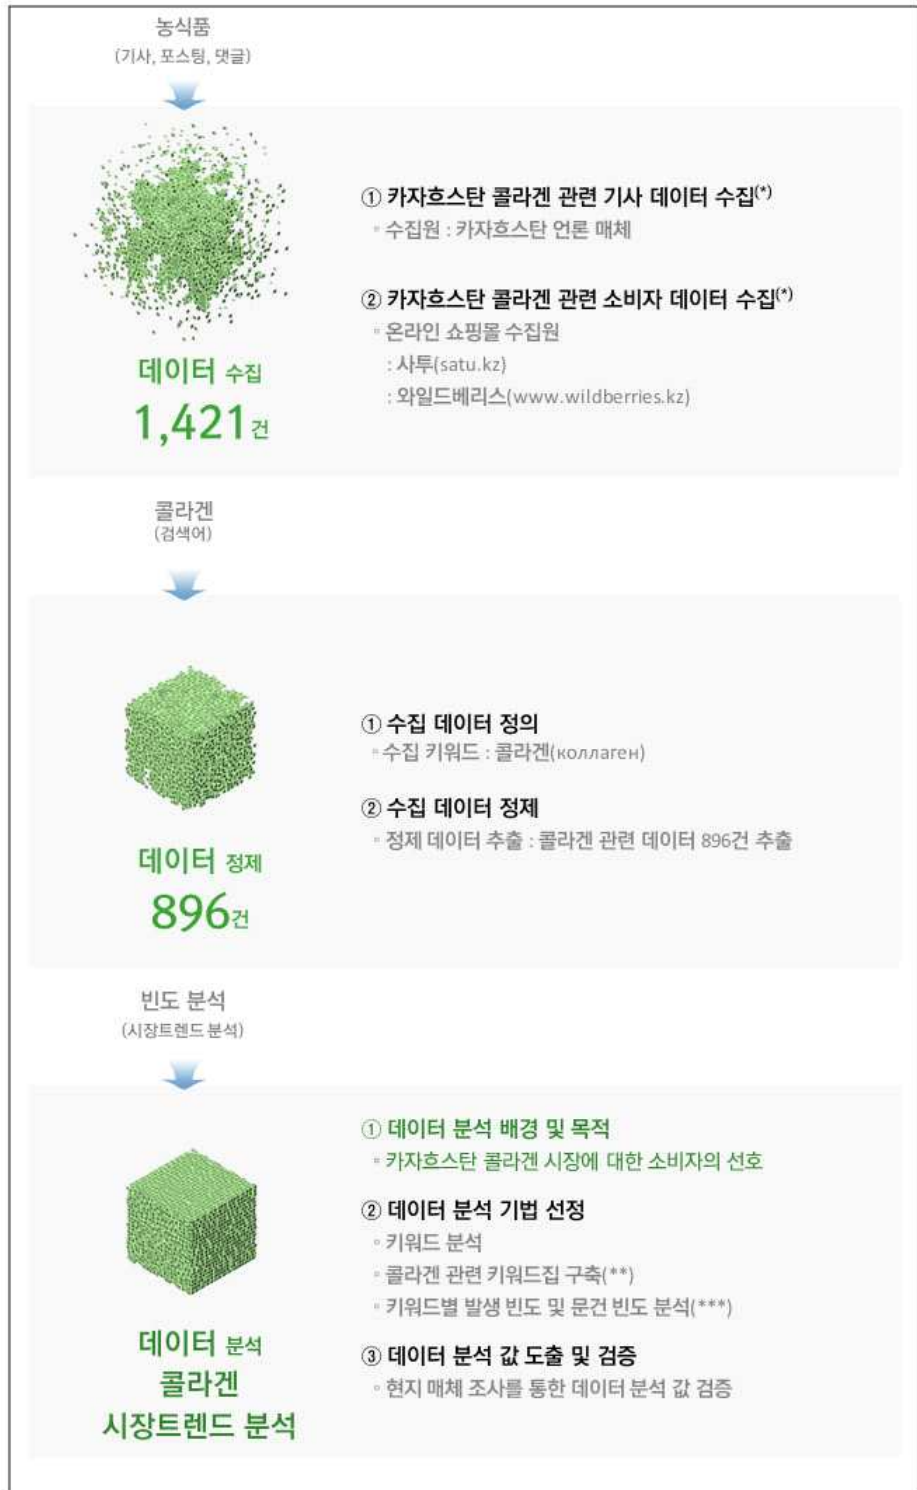 농식품
(기사, 포스팅, 댓글)
① 카자흐스탄 콜라겐 관련 기사 데이터 수집(*)
▫ 수집원 : 카자흐스탄 언론 매체
② 카자흐스탄 콜라겐 관련 소비자 데이터 수집(*)
▫ 온라인 쇼핑몰 수집원
: 사투(satu.kz)
: 와일드베리스(www.wildberries.kz)
데이터 수집
1,421건
콜라겐
(검색어)
① 수집 데이터 정의
▫ 수집 키워드 : 콜라겐(коллаген)
② 수집 데이터 정제
▫ 정제 데이터 추출 : 콜라겐 관련 데이터 896건 추출
데이터 정제
896건
빈도 분석
(시장트렌드 분석)
① 데이터 분석 배경 및 목적
▫ 카자흐스탄 콜라겐 시장에 대한 소비자의 선호
② 데이터 분석 기법 선정
▫ 키워드 분석
▫ 콜라겐 관련 키워드집 구축(**)
▫ 키워드별 발생 빈도 및 문건 빈도 분석(***)
③ 데이터 분석 값 도출 및 검증
▫ 현지 매체 조사를 통한 데이터 분석 값 검증
데이터 분석
콜라겐
시장트렌드 분석